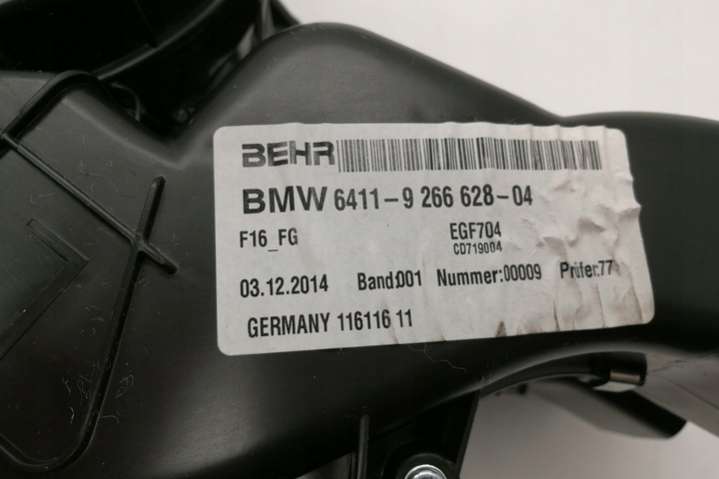 BEHR
BMW 6411-9 266 628-04
F16_FG EGF704
CD719004
03.12.2014 Band:001 Nummer:00009 Prüfer:77
GERMANY 116116 11